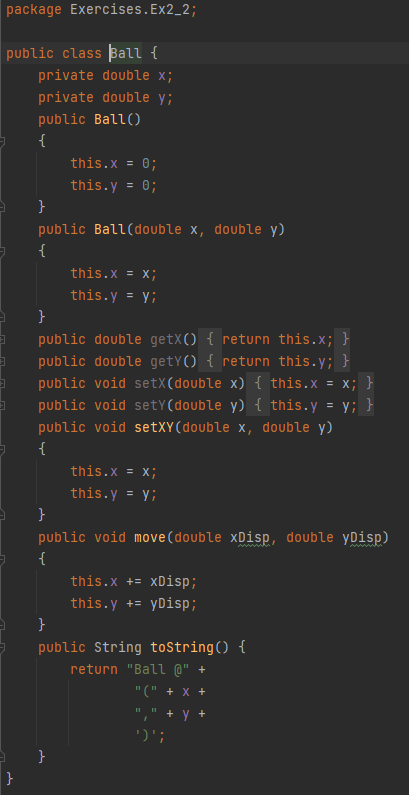 package Exercises.Ex2_2;
public class Ball {
private double x;
private double y;
public Ball()
{
this.x = 0;
this.y = 0;
}
public Ball(double x, double y)
{
this.x = x;
this.y = y;
}
public double getX() { return this.x; }
public double getY() { return this.y; }
public void setX(double x) { this.x = x; }
public void setY(double y) { this.y = y; }
public void setXY(double x, double y)
{
this.x = x;
this.y = y;
}
public void move(double xDisp, double yDisp)
{
this.x += xDisp;
this.y += yDisp;
}
public String toString() {
return "Ball @" +
"(" + x +
"," + y +
')';
}
}